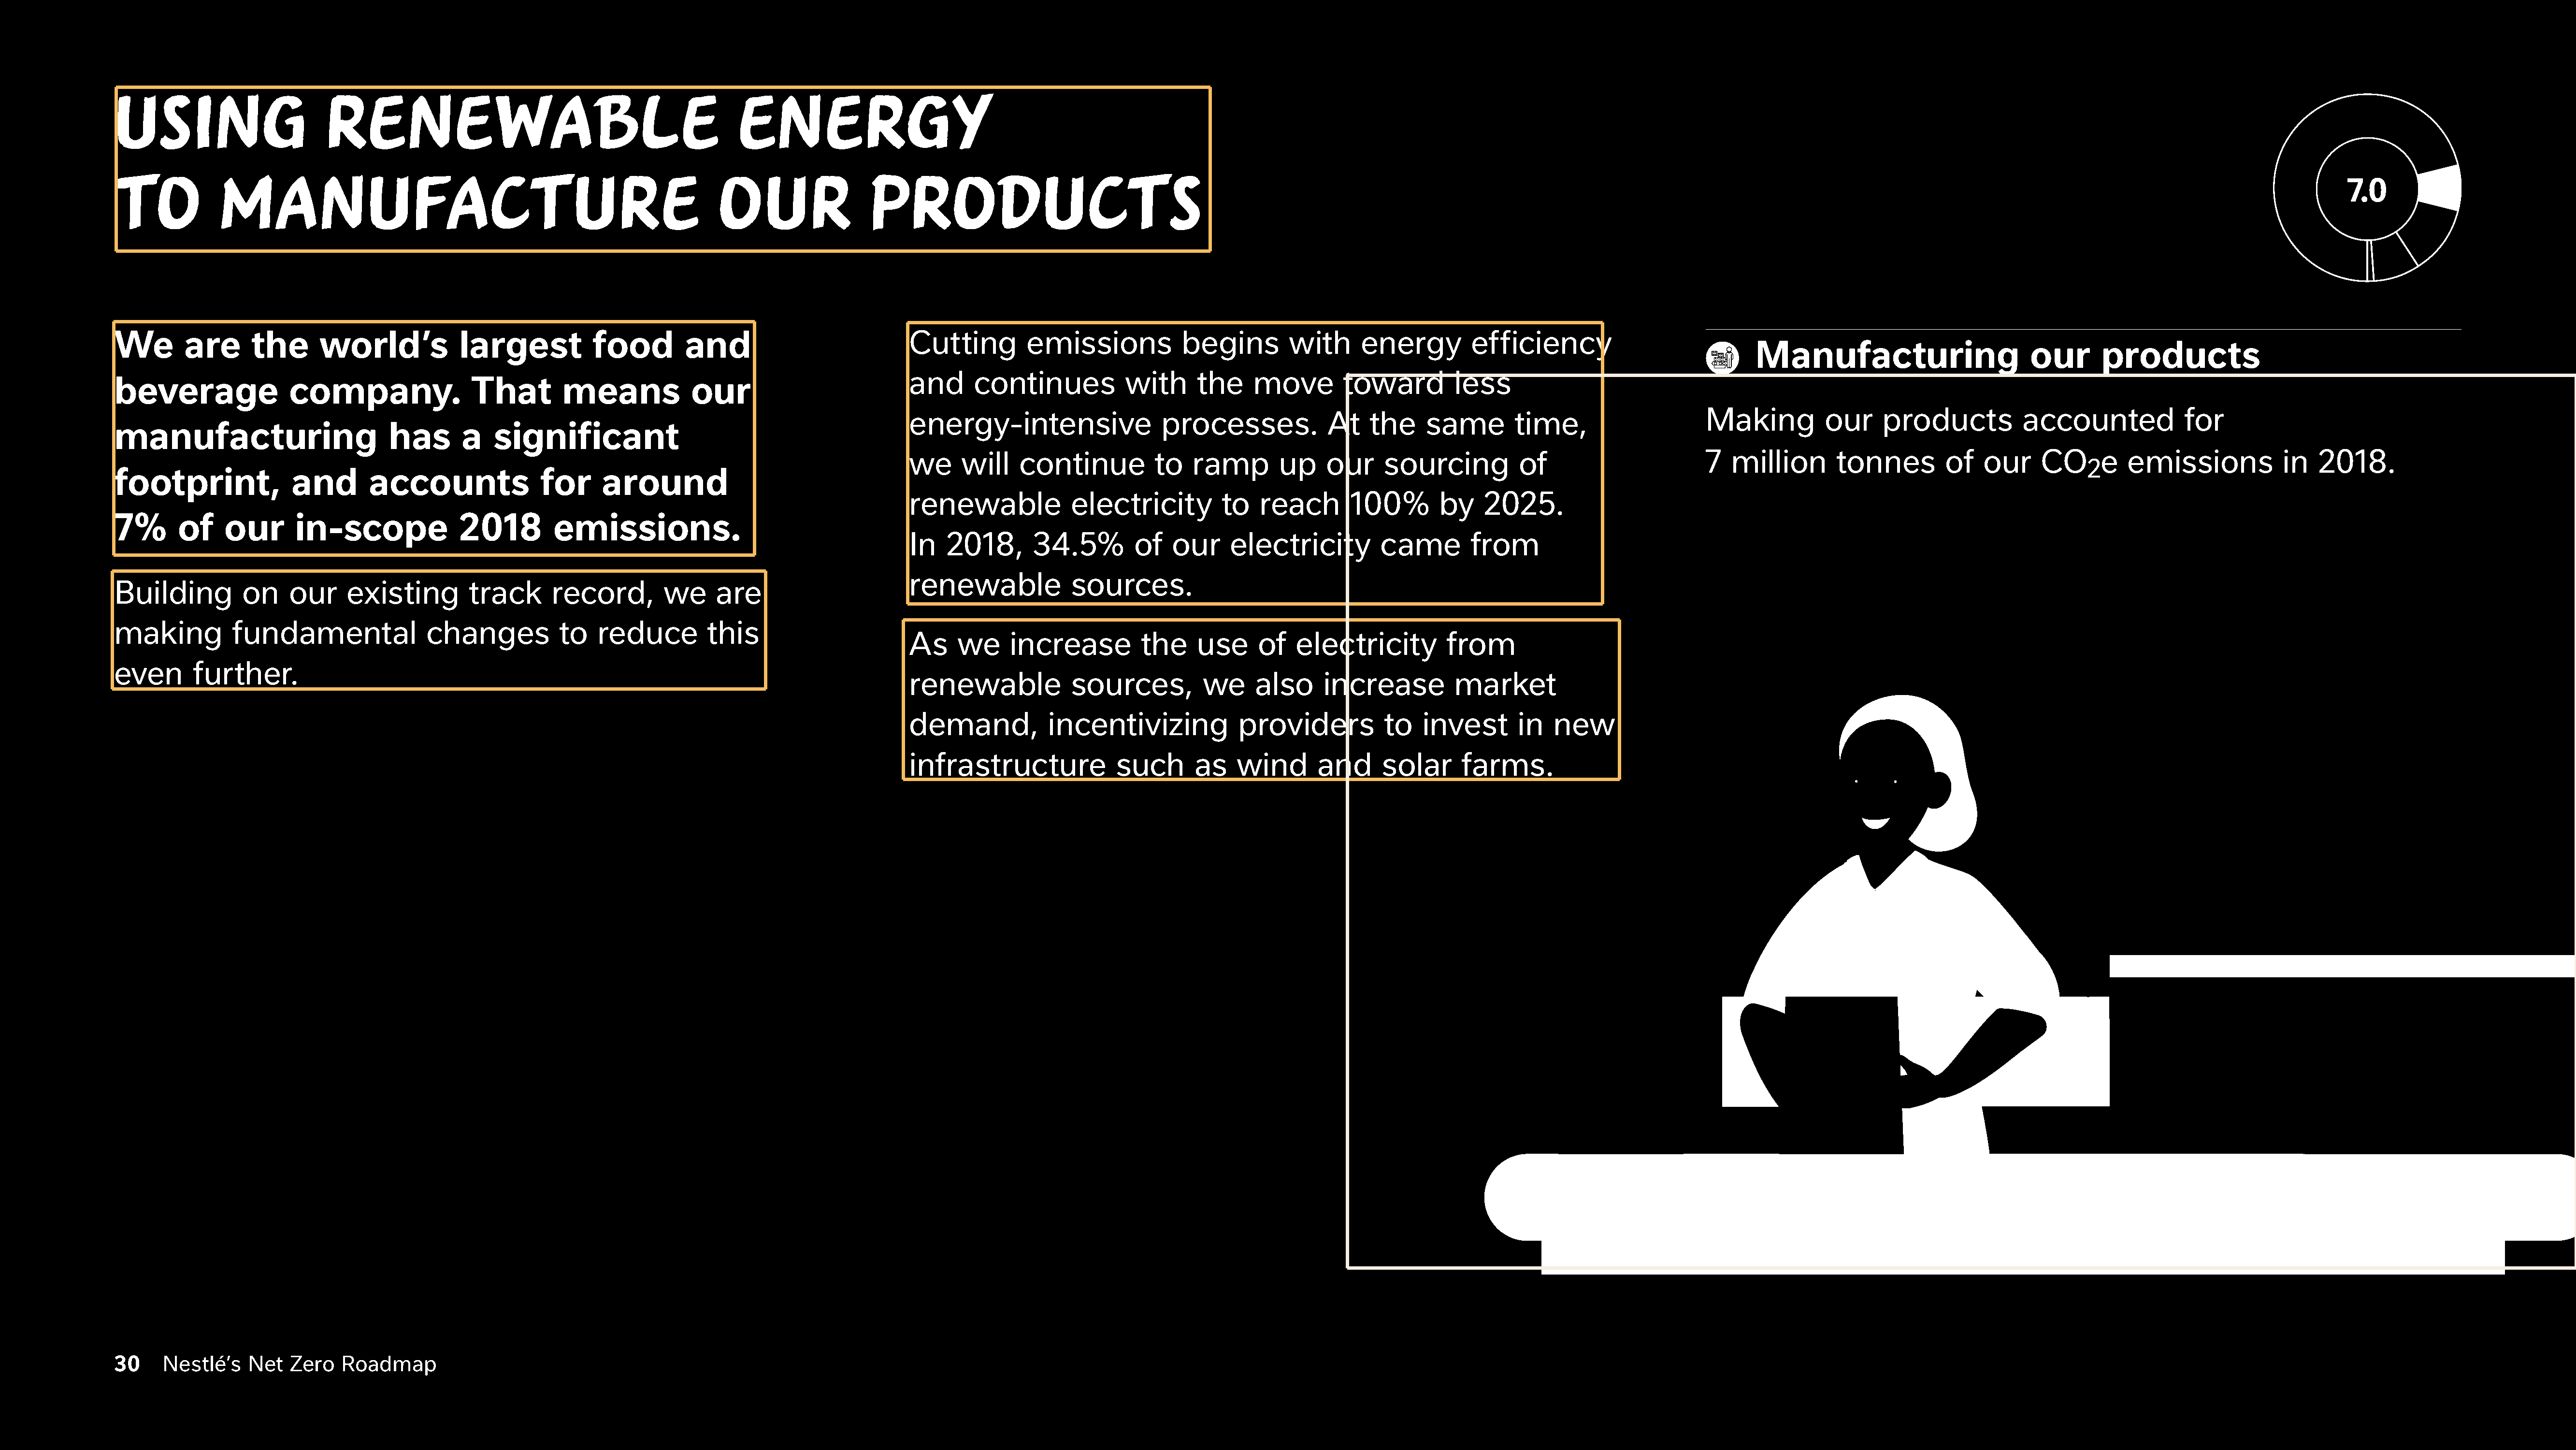 USING RENEWABLE ENERGY
TO MANUFACTURE OUR PRODUCTS
We are the world’s largest food and
beverage company. That means our
manufacturing has a significant
footprint, and accounts for around
7% of our in-scope 2018 emissions.
Building on our existing track record, we are
making fundamental changes to reduce this
even further.
Cutting emissions begins with energy efficiency
and continues with the move toward less
energy-intensive processes. At the same time,
we will continue to ramp up our sourcing of
renewable electricity to reach 100% by 2025.
In 2018, 34.5% of our electricity came from
renewable sources.
As we increase the use of electricity from
renewable sources, we also increase market
demand, incentivizing providers to invest in new
infrastructure such as wind and solar farms.
7.0
Manufacturing our products
Making our products accounted for
7 million tonnes of our CO2e emissions in 2018.
30 Nestlé’s Net Zero Roadmap